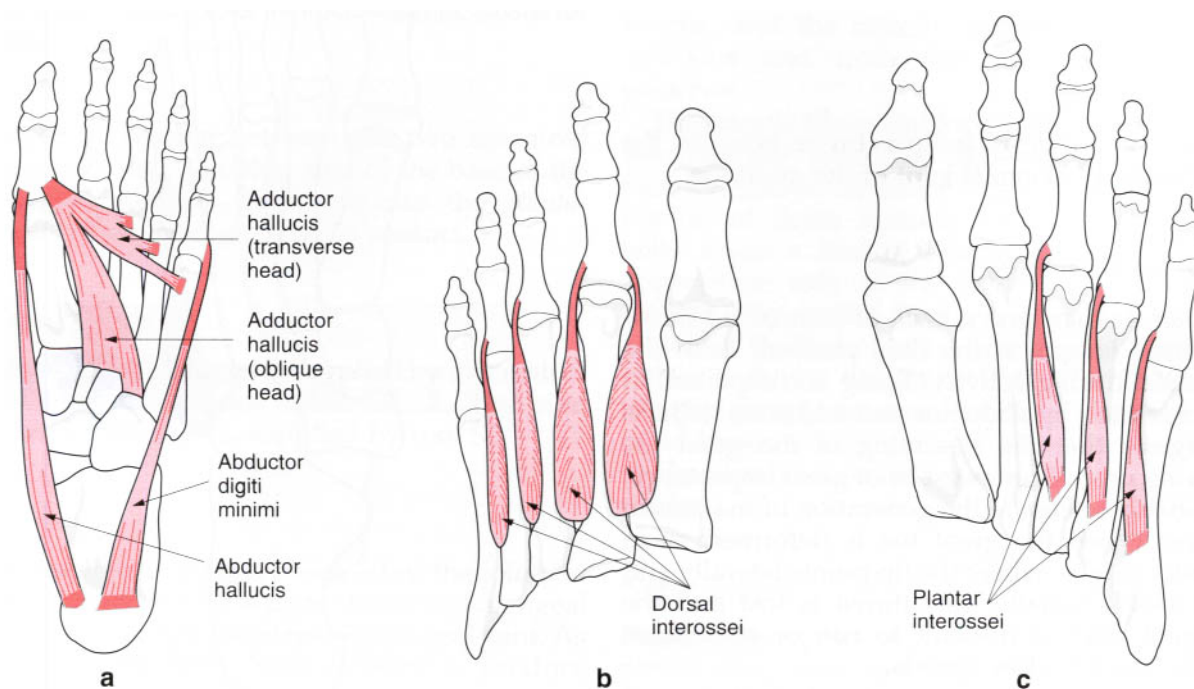 Adductor
hallucis
(transverse
head)
Adductor
hallucis
(oblique
head)
Abductor
digiti
minimi
Abductor
hallucis
a
Dorsal
interossei
b
Plantar
interossei
c